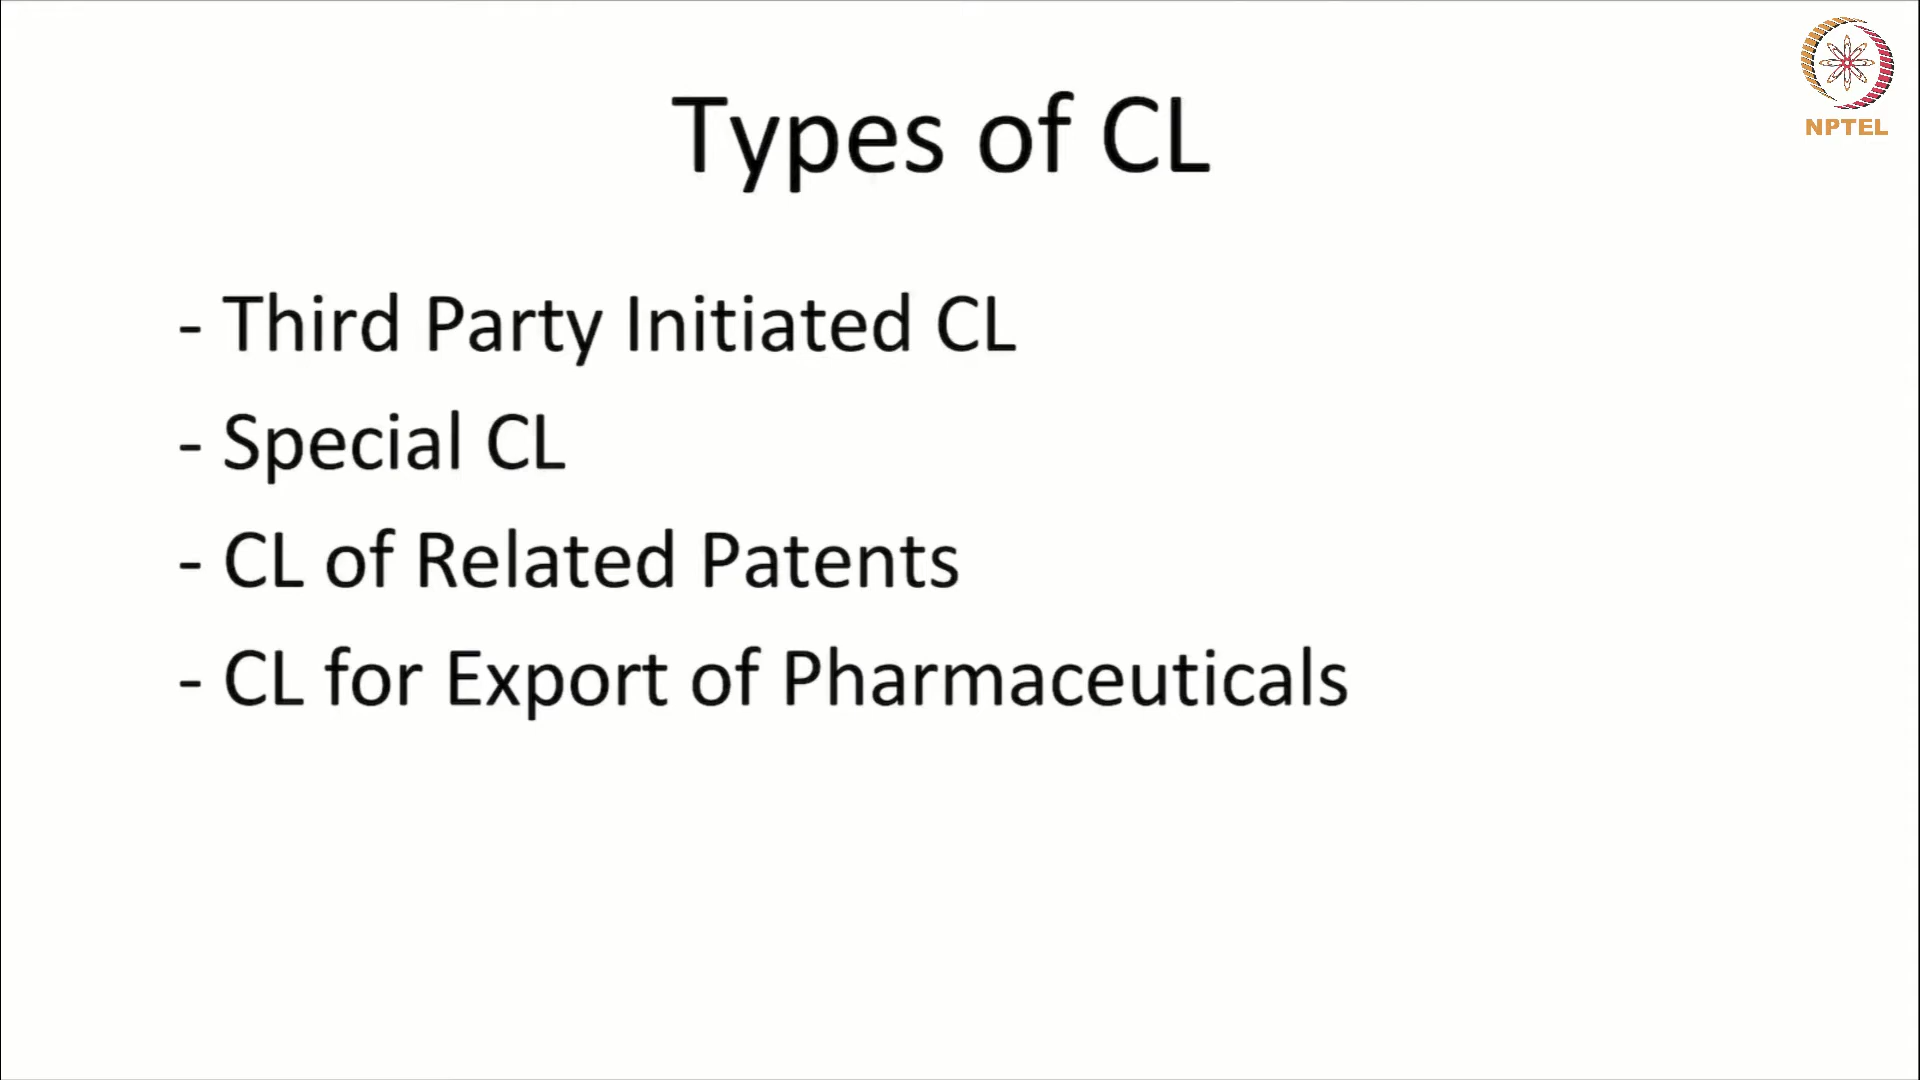 Types of CL
NPTEL
- Third Party Initiated CL
- Special CL
- CL of Related Patents
- CL for Export of Pharmaceuticals